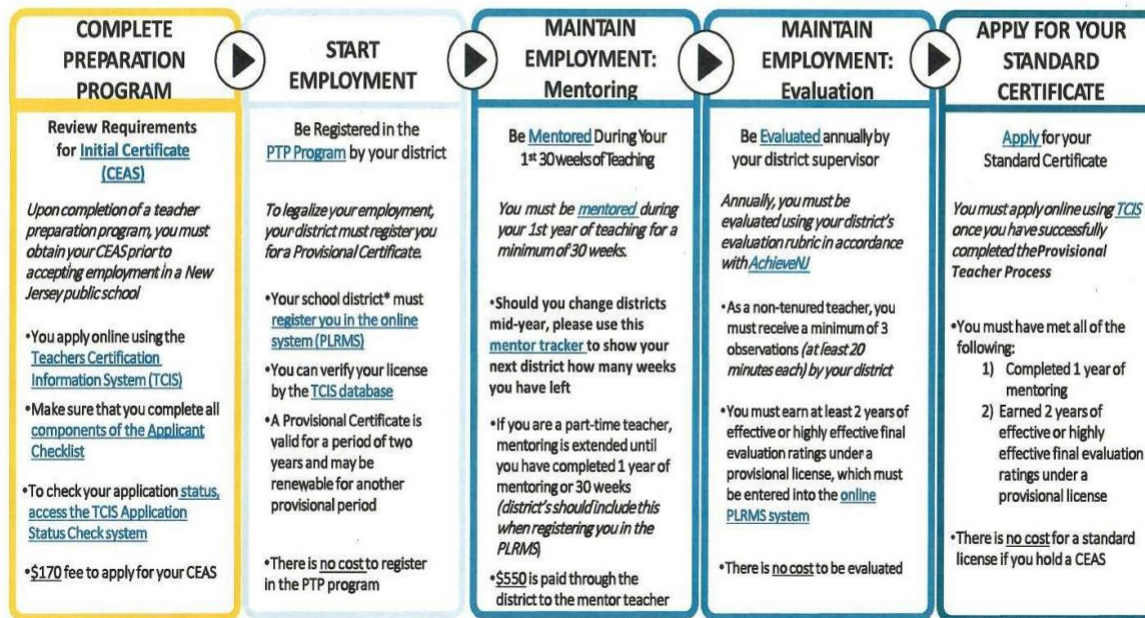 COMPLETE
PREPARATION
PROGRAM
Review Requirements
for Initial Certificate
(CEAS)
Upon completion of a teacher
preparation program, you must
obtain your CEAS prior to
accepting employment in a New
Jersey public school
•You apply online using the
Teachers Certification
Information System (TCIS)
•Make sure that you complete all
components of the Applicant
Checklist
•To check your application status,
access the TCIS Application
Status Check system
•$170 fee to apply for your CEAS
START
EMPLOYMENT
Be Registered in the
PTP Program by your district
To legalize your employment,
your district must register you
for a Provisional Certificate.
•Your school district* must
register you in the online
system (PLRMS)
•You can verify your license
by the TCIS database
•A Provisional Certificate is
valid for a period of two
years and may be
renewable for another
provisional period
•There is no cost to register
in the PTP program
MAINTAIN
EMPLOYMENT:
Mentoring
Be Mentored During Your
1st 30 weeks of Teaching
You must be mentored during
your 1st year of teaching for a
minimum of 30 weeks.
•Should you change districts
mid-year, please use this
mentor tracker to show your
next district how many weeks
you have left
•If you are a part-time teacher,
mentoring is extended until
you have completed 1 year of
mentoring or 30 weeks
(district's should include this
when registering you in the
PLRMS)
•$550 is paid through the
district to the mentor teacher
MAINTAIN
EMPLOYMENT:
Evaluation
Be Evaluated annually by
your district supervisor
Annually, you must be
evaluated using your district's
evaluation rubric in accordance
with AchieveNJ
•As a non-tenured teacher, you
must receive a minimum of 3
observations (at least 20
minutes each) by your district
•You must earn at least 2 years of
effective or highly effective final
evaluation ratings under a
provisional license, which must
be entered into the online
PLRMS system
•There is no cost to be evaluated
APPLY FOR YOUR
STANDARD
CERTIFICATE
Apply for your
Standard Certificate
You must apply online using TCIS
once you have successfully
completed the Provisional
Teacher Process
•You must have met all of the
following:
1) Completed 1 year of
mentoring
2) Earned 2 years of
effective or highly
effective final evaluation
ratings under a
provisional license
•There is no cost for a standard
license if you hold a CEAS